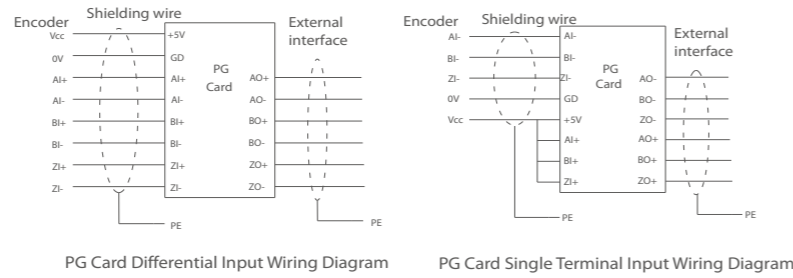 Encoder
Shielding wire
External
interface
Vcc
0V
AI+
AI-
BI+
BI-
ZI+
ZI-
+5V
GD
AI+
AI-
BI+
BI-
ZI+
ZI-
PG
Card
AO+
AO-
BO+
BO-
ZO+
ZO-
PE
PE
PG Card Differential Input Wiring Diagram
Encoder
Shielding wire
External
interface
AI-
BI-
ZI-
0V
Vcc
AI-
BI-
ZI-
GD
+5V
AI+
BI+
ZI+
PG
Card
AO-
BO-
ZO-
AO+
BO+
ZO+
PE
PE
PG Card Single Terminal Input Wiring Diagram